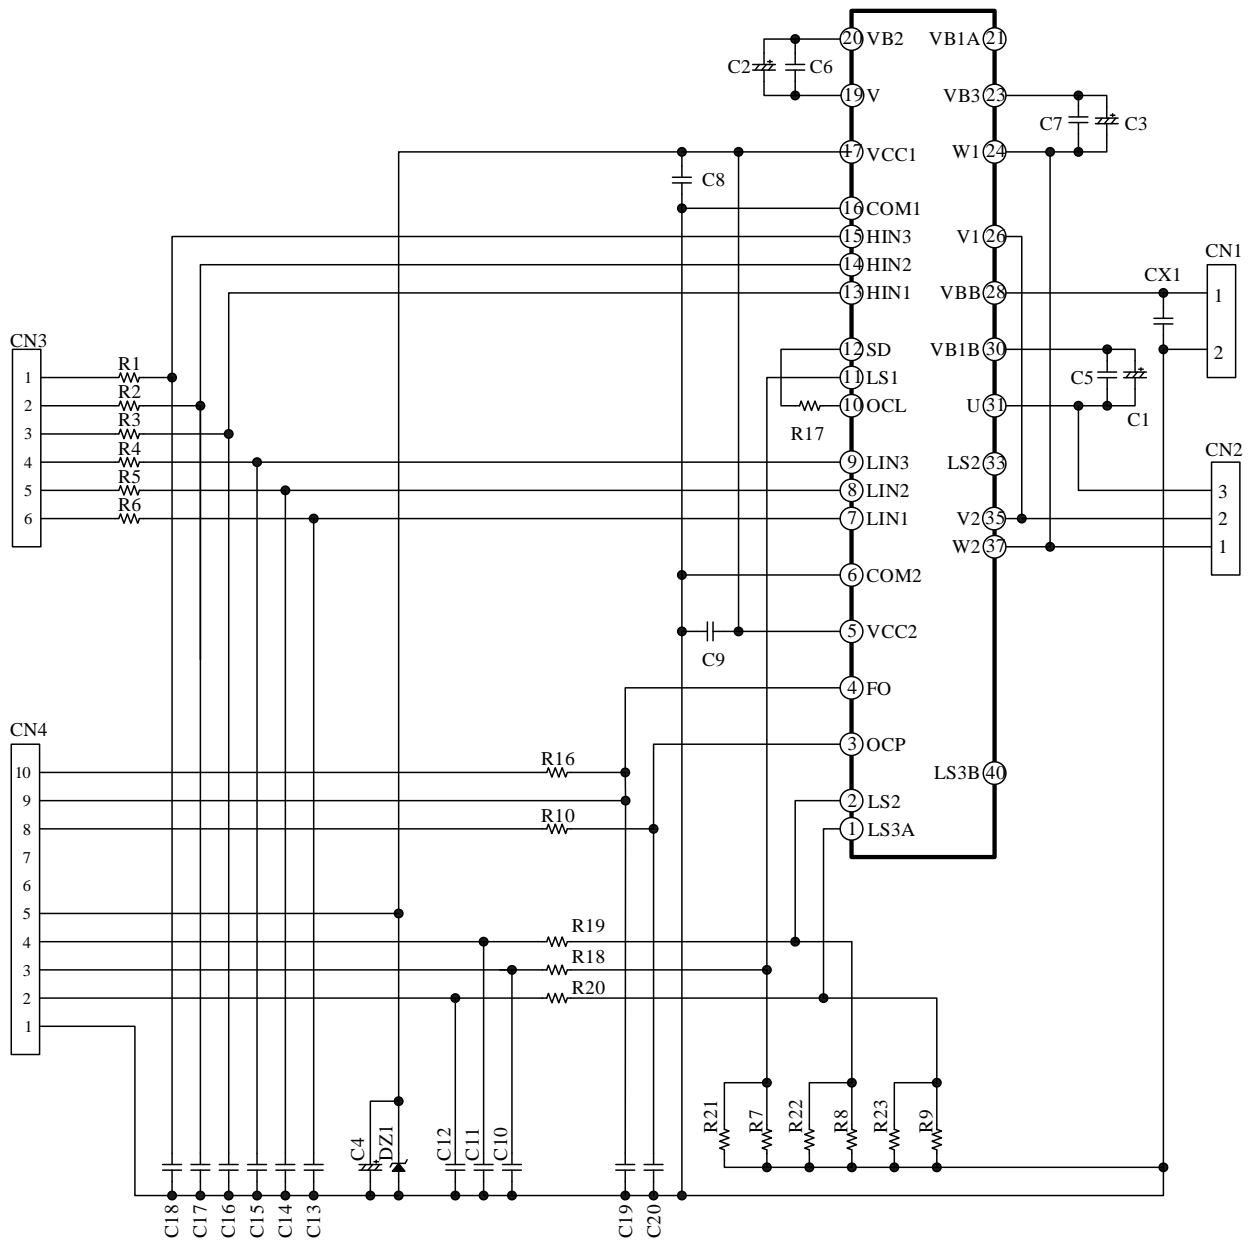 20 VB2 VB1A 21
C2 C6
19 V VB3 23
C7 C3
17 VCC1 W1 24
C8
16 COM1
15 HIN3 V1 26
14 HIN2
CN1
CX1
13 HIN1 VBB 28 1
CN3
12 SD VB1B 30 2
1 R1 11 LS1 C5
2 R2 10 OCL U 31
R17 C1
3 R3
CN2
4 R4 9 LIN3 LS2 33
5 R5 8 LIN2 3
6 R6 7 LIN1 V2 35 2
W2 37 1
6 COM2
5 VCC2
C9
4 FO
CN4
3 OCP
10 R16 LS3B 40
9 2 LS2
8 R10 1 LS3A
7
6
5
4 R19
3 R18
2 R20
1
R21 R7 R22 R8 R23 R9
C4 DZ1 C12 C11 C10
C18 C17 C16 C15 C14 C13 C19 C20